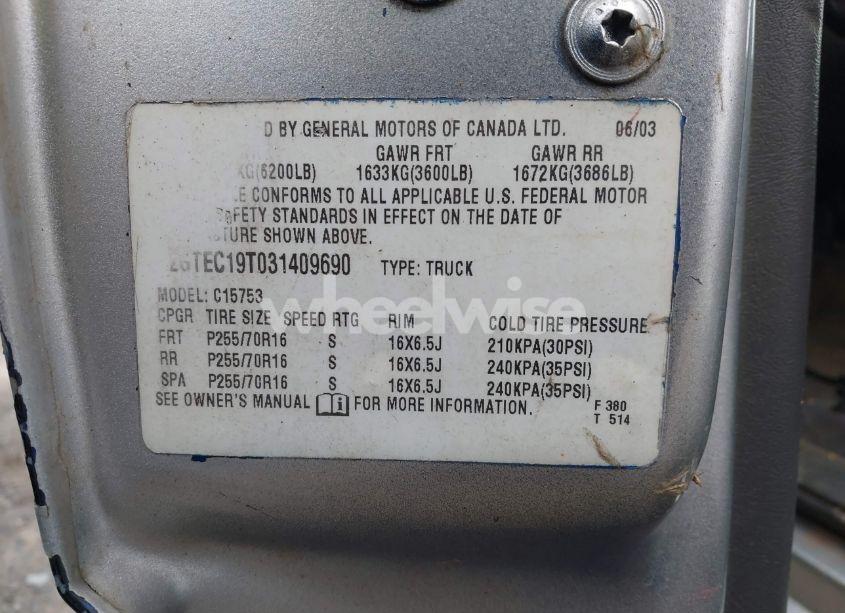 D BY GENERAL MOTORS OF CANADA LTD. 06/03
GAWR FRT GAWR RR
KG(6200LB) 1633KG(3600LB) 1672KG(3686LB)
LE CONFORMS TO ALL APPLICABLE U.S. FEDERAL MOTOR
SAFETY STANDARDS IN EFFECT ON THE DATE OF
CTURE SHOWN ABOVE.
2GTEC19T031409690 TYPE: TRUCK
MODEL: C15753
CPGR TIRE SIZE SPEED RTG RIM COLD TIRE PRESSURE
FRT P255/70R16 S 16X6.5J 210KPA(30PSI)
RR P255/70R16 S 16X6.5J 240KPA(35PSI)
SPA P255/70R16 S 16X6.5J 240KPA(35PSI)
SEE OWNER'S MANUAL FOR MORE INFORMATION.
F 380
T 514
wheelwise